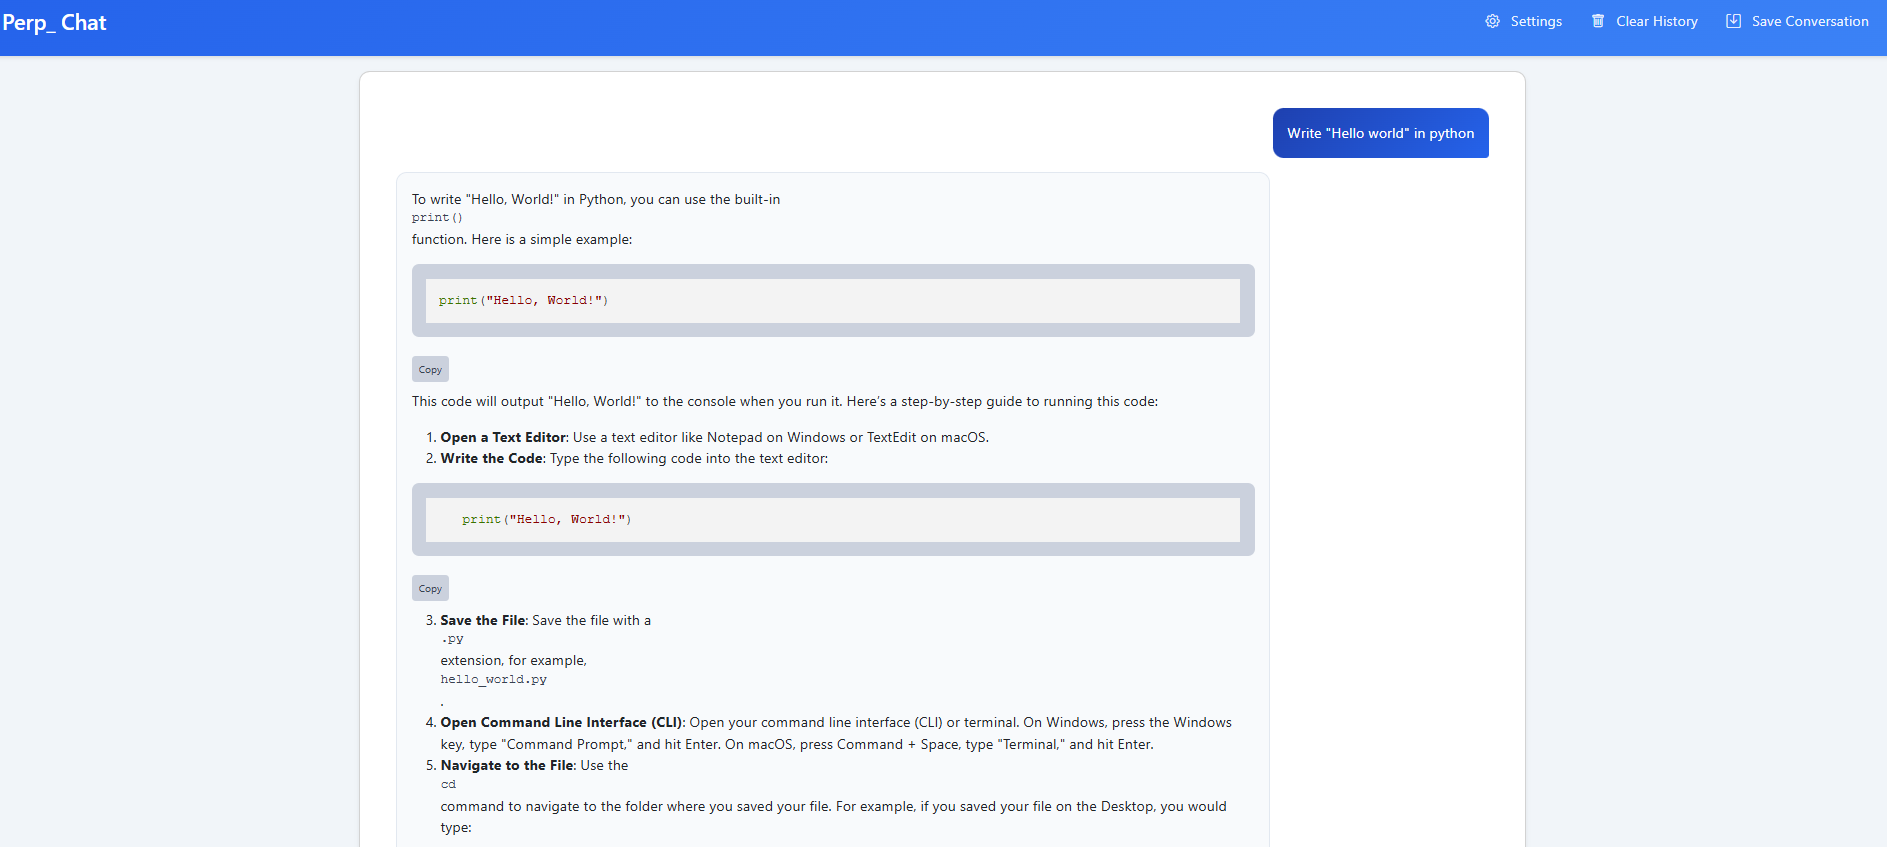 Perp_ Chat
Settings
Clear History
Save Conversation
Write "Hello world" in python
To write "Hello, World!" in Python, you can use the built-in
print()
function. Here is a simple example:
print("Hello, World!")
Copy
This code will output "Hello, World!" to the console when you run it. Here’s a step-by-step guide to running this code:
1. Open a Text Editor: Use a text editor like Notepad on Windows or TextEdit on macOS.
2. Write the Code: Type the following code into the text editor:
print("Hello, World!")
Copy
3. Save the File: Save the file with a
.py
extension, for example,
hello_world.py
.
4. Open Command Line Interface (CLI): Open your command line interface (CLI) or terminal. On Windows, press the Windows
key, type "Command Prompt," and hit Enter. On macOS, press Command + Space, type "Terminal," and hit Enter.
5. Navigate to the File: Use the
cd
command to navigate to the folder where you saved your file. For example, if you saved your file on the Desktop, you would
type: